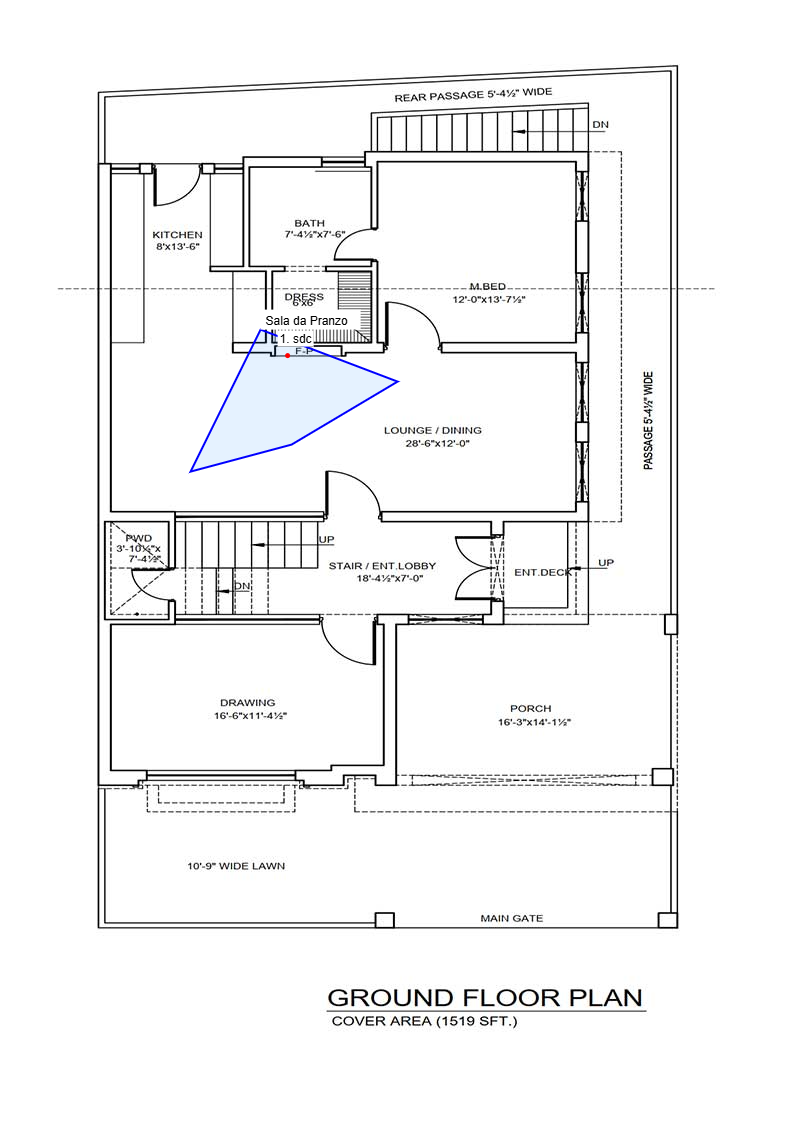 REAR PASSAGE 5'-4½" WIDE
DN
BATH
7'-4½"x7'-6"
KITCHEN
8'x13'-6"
M.BED
12'-0"x13'-7½"
DRESS
6'x6'
Sala da Pranzo
1. sdc
F-P
PASSAGE 5'-4½" WIDE
LOUNGE / DINING
28'-6"x12'-0"
PWD
3'-10½"x
7'-4½"
UP
DN
STAIR / ENT.LOBBY
18'-4½"x7'-0"
UP
ENT.DECK
DRAWING
16'-6"x11'-4½"
PORCH
16'-3"x14'-1½"
10'-9" WIDE LAWN
MAIN GATE
GROUND FLOOR PLAN
COVER AREA (1519 SFT.)